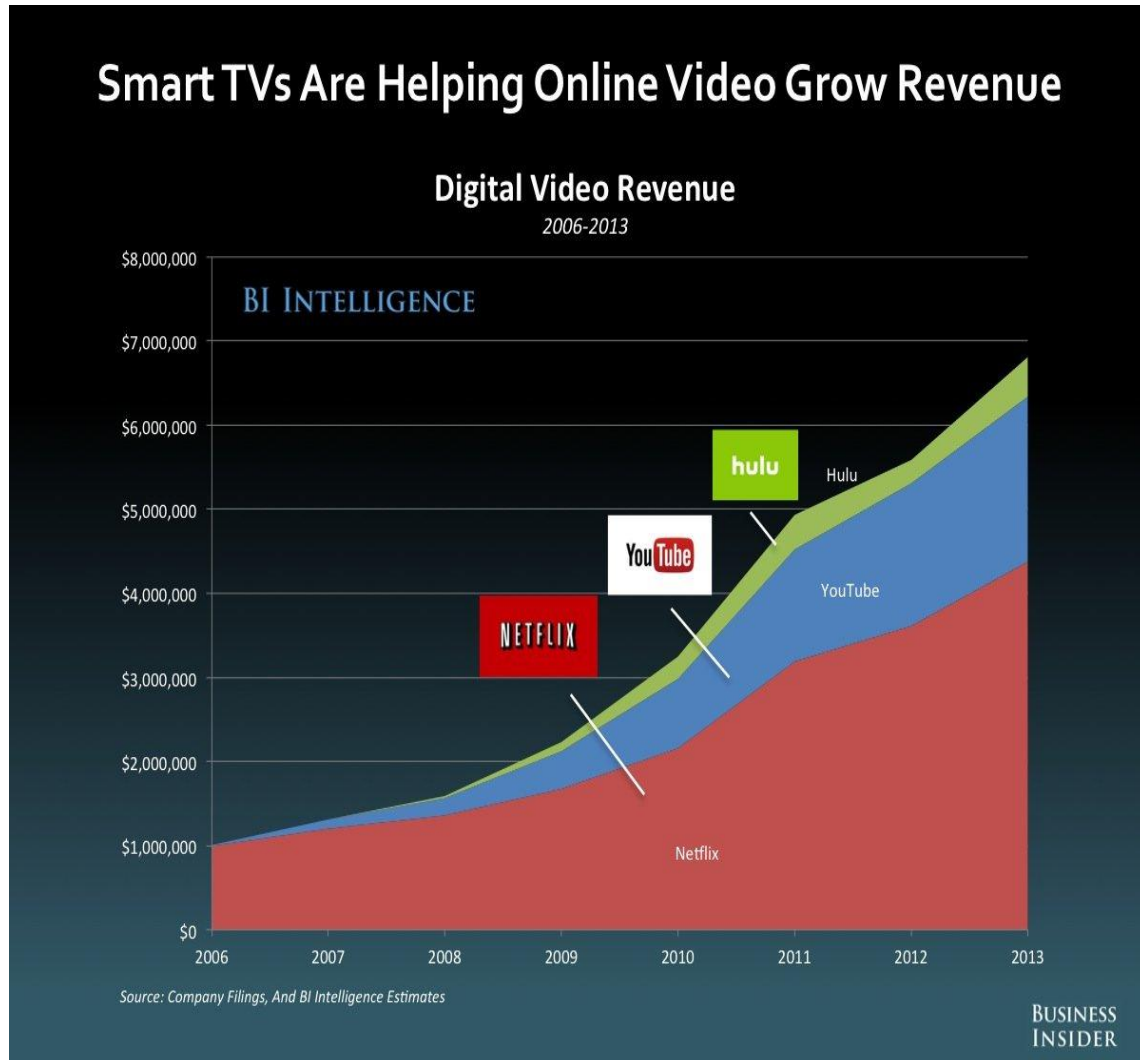 Smart TVs Are Helping Online Video Grow Revenue
Digital Video Revenue
2006-2013
$8,000,000
BI INTELLIGENCE
$7,000,000
$6,000,000
hulu
Hulu
$5,000,000
YouTube
$4,000,000
YouTube
NETFLIX
$3,000,000
$2,000,000
$1,000,000
Netflix
$0
2006 2007 2008 2009 2010 2011 2012 2013
Source: Company Filings, And BI Intelligence Estimates
BUSINESS
INSIDER